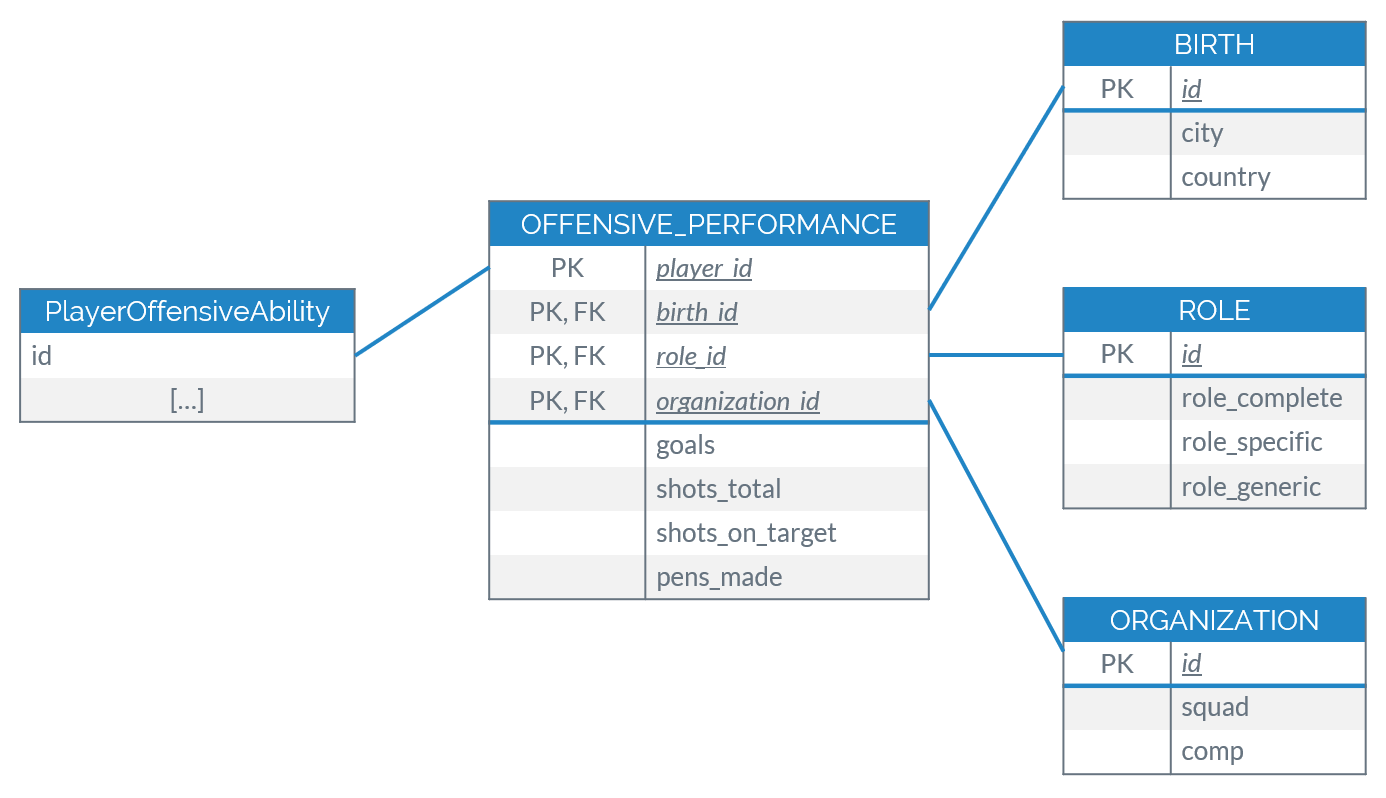 PlayerOffensiveAbility
id
[...]
OFFENSIVE_PERFORMANCE
PK player_id
PK, FK birth_id
PK, FK role_id
PK, FK organization_id
goals
shots_total
shots_on_target
pens_made
BIRTH
PK id
city
country
ROLE
PK id
role_complete
role_specific
role_generic
ORGANIZATION
PK id
squad
comp